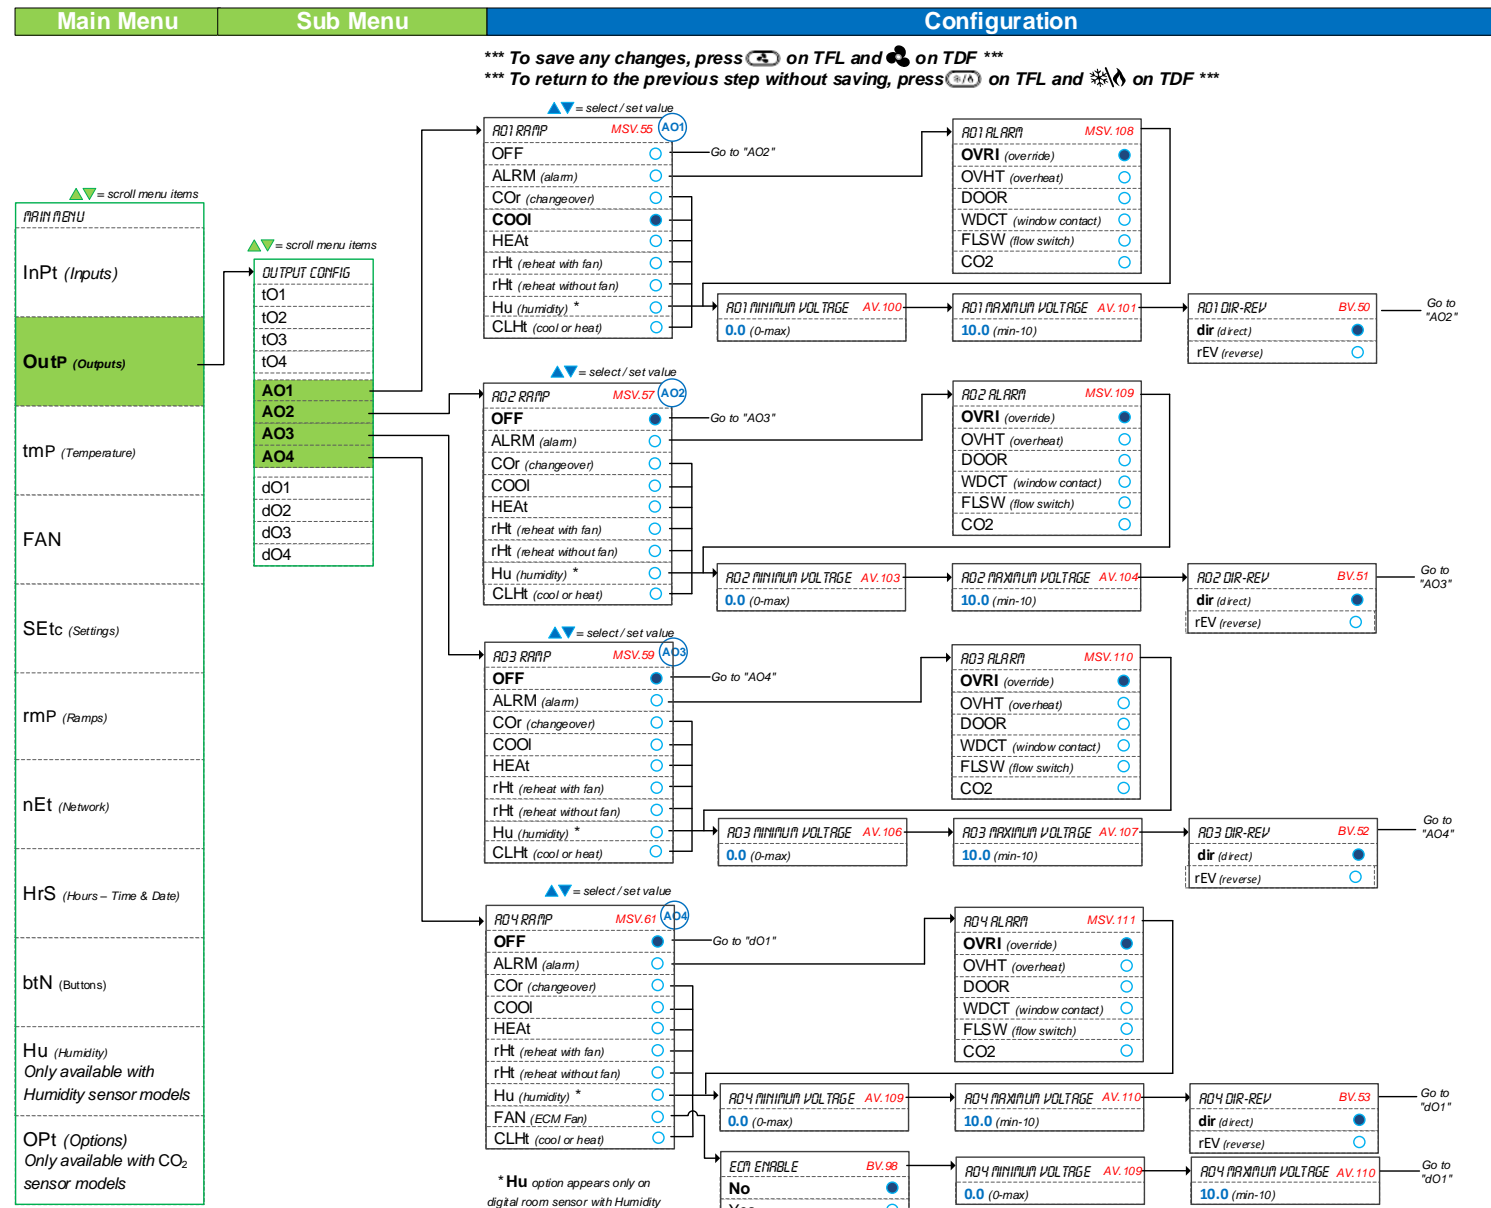 Main Menu
Sub Menu
Configuration
*** To save any changes, press on TFL and on TDF ***
*** To return to the previous step without saving, press on TFL and on TDF ***
= scroll menu items
MAIN MENU
InPt (Inputs)
OutP (Outputs)
tmP (Temperature)
FAN
SEtc (Settings)
rmP (Ramps)
nEt (Network)
HrS (Hours – Time & Date)
btN (Buttons)
Hu (Humidity)
Only available with
Humidity sensor models
OPt (Options)
Only available with CO2
sensor models
= scroll menu items
OUTPUT CONFIG
tO1
tO2
tO3
tO4
AO1
AO2
AO3
AO4
dO1
dO2
dO3
dO4
= select / set value
AO1 RAMP MSV.55 AO1
OFF
Go to "AO2"
ALRM (alarm)
COr (changeover)
COOl
HEAt
rHt (reheat with fan)
rHt (reheat without fan)
Hu (humidity) *
CLHt (cool or heat)
AO1 ALARM MSV.108
OVRI (override)
OVHT (overheat)
DOOR
WDCT (window contact)
FLSW (flow switch)
CO2
AO1 MINIMUM VOLTAGE AV.100
0.0 (0-max)
AO1 MAXIMUM VOLTAGE AV.101
10.0 (min-10)
AO1 DIR-REV BV.50
dir (direct)
rEV (reverse)
Go to
"AO2"
= select / set value
AO2 RAMP MSV.57 AO2
OFF
Go to "AO3"
ALRM (alarm)
COr (changeover)
COOl
HEAt
rHt (reheat with fan)
rHt (reheat without fan)
Hu (humidity) *
CLHt (cool or heat)
AO2 ALARM MSV.109
OVRI (override)
OVHT (overheat)
DOOR
WDCT (window contact)
FLSW (flow switch)
CO2
AO2 MINIMUM VOLTAGE AV.103
0.0 (0-max)
AO2 MAXIMUM VOLTAGE AV.104
10.0 (min-10)
AO2 DIR-REV BV.51
dir (direct)
rEV (reverse)
Go to
"AO3"
= select / set value
AO3 RAMP MSV.59 AO3
OFF
Go to "AO4"
ALRM (alarm)
COr (changeover)
COOl
HEAt
rHt (reheat with fan)
rHt (reheat without fan)
Hu (humidity) *
CLHt (cool or heat)
AO3 ALARM MSV.110
OVRI (override)
OVHT (overheat)
DOOR
WDCT (window contact)
FLSW (flow switch)
CO2
AO3 MINIMUM VOLTAGE AV.106
0.0 (0-max)
AO3 MAXIMUM VOLTAGE AV.107
10.0 (min-10)
AO3 DIR-REV BV.52
dir (direct)
rEV (reverse)
Go to
"AO4"
= select / set value
AO4 RAMP MSV.61 AO4
OFF
Go to "dO1"
ALRM (alarm)
COr (changeover)
COOl
HEAt
rHt (reheat with fan)
rHt (reheat without fan)
Hu (humidity) *
FAN (ECM Fan)
CLHt (cool or heat)
AO4 ALARM MSV.111
OVRI (override)
OVHT (overheat)
DOOR
WDCT (window contact)
FLSW (flow switch)
CO2
AO4 MINIMUM VOLTAGE AV.109
0.0 (0-max)
AO4 MAXIMUM VOLTAGE AV.110
10.0 (min-10)
AO4 DIR-REV BV.53
dir (direct)
rEV (reverse)
Go to
"dO1"
ECM ENABLE BV.98
No
Yes
AO4 MINIMUM VOLTAGE AV.109
0.0 (0-max)
AO4 MAXIMUM VOLTAGE AV.110
10.0 (min-10)
Go to
"dO1"
* Hu option appears only on
digital room sensor with Humidity